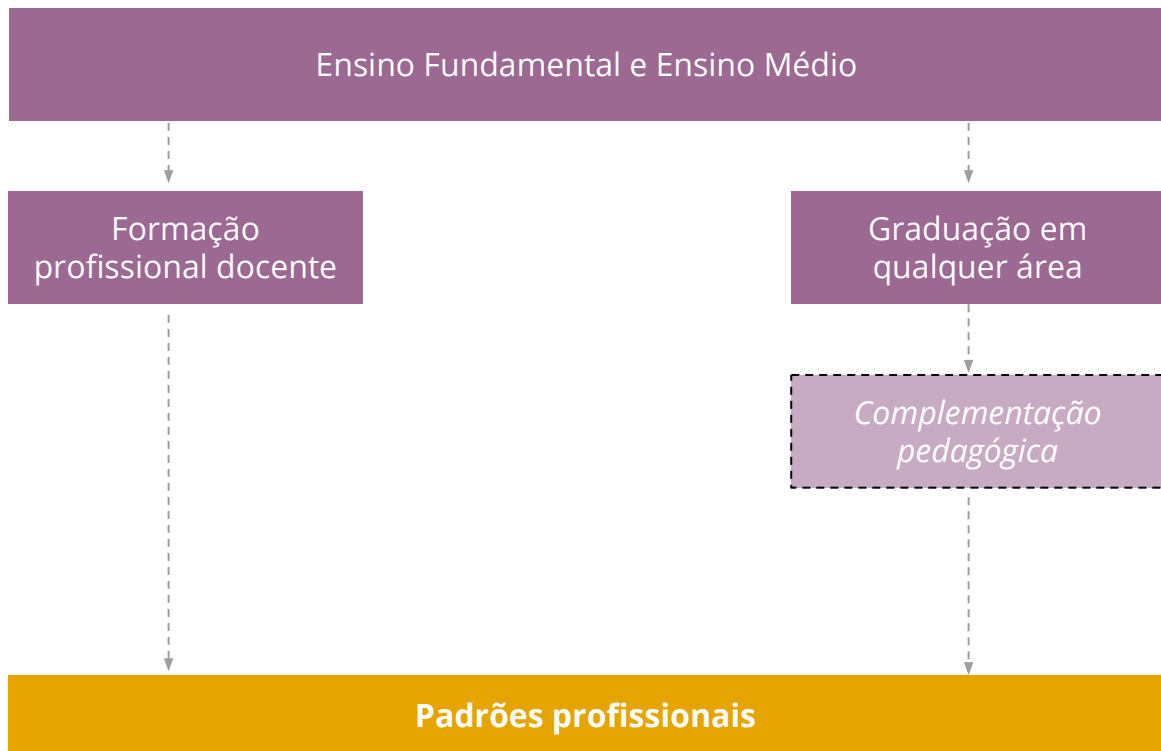 Ensino Fundamental e Ensino Médio
Formação
profissional docente
Graduação em
qualquer área
Complementação
pedagógica
Padrões profissionais